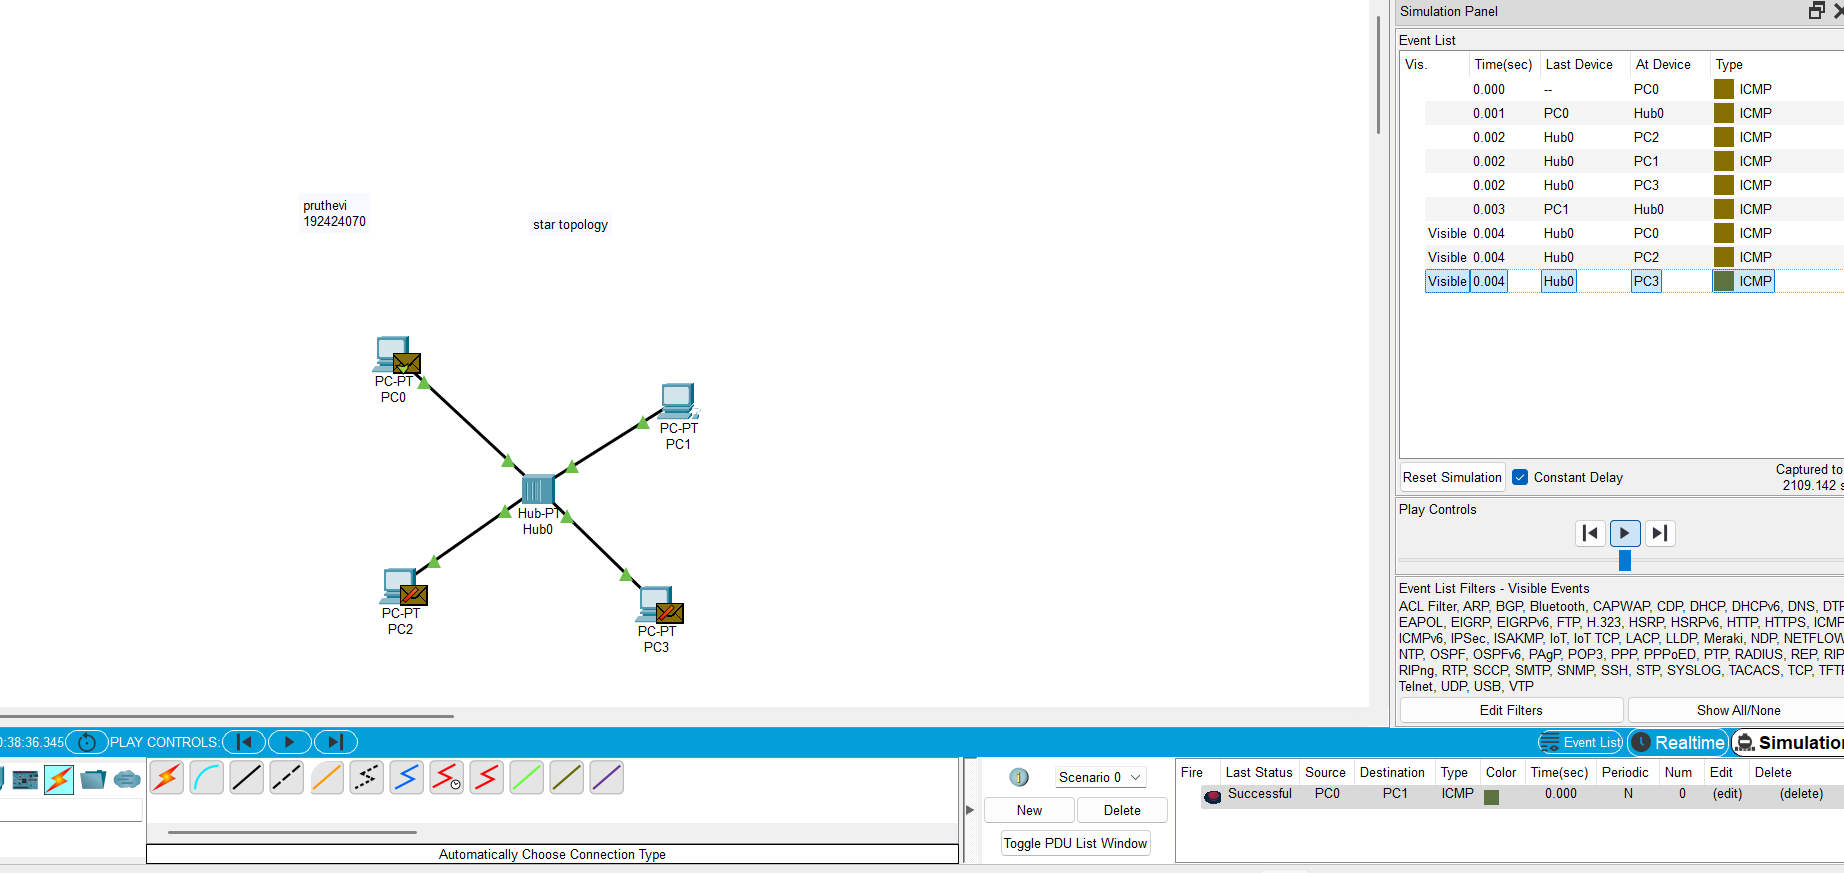 Simulation Panel
Event List
Vis. Time(sec) Last Device At Device Type
0.000 -- PC0 ICMP
0.001 PC0 Hub0 ICMP
0.002 Hub0 PC2 ICMP
0.002 Hub0 PC1 ICMP
0.002 Hub0 PC3 ICMP
0.003 PC1 Hub0 ICMP
Visible 0.004 Hub0 PC0 ICMP
Visible 0.004 Hub0 PC2 ICMP
Visible 0.004 Hub0 PC3 ICMP
pruthevi
192424070
star topology
PC-PT
PC0
PC-PT
PC1
Hub-PT
Hub0
PC-PT
PC2
PC-PT
PC3
Reset Simulation Constant Delay Captured to
2109.142 s
Play Controls
Event List Filters - Visible Events
ACL Filter, ARP, BGP, Bluetooth, CAPWAP, CDP, DHCP, DHCPv6, DNS, DTP
EAPOL, EIGRP, EIGRPv6, FTP, H.323, HSRP, HSRPv6, HTTP, HTTPS, ICMP
ICMPv6, IPSec, ISAKMP, IoT, IoT TCP, LACP, LLDP, Meraki, NDP, NETFLOW
NTP, OSPF, OSPFv6, PAgP, POP3, PPP, PPPoED, PTP, RADIUS, REP, RIP
RIPng, RTP, SCCP, SMTP, SNMP, SSH, STP, SYSLOG, TACACS, TCP, TFTP
Telnet, UDP, USB, VTP
Edit Filters Show All/None
0:38:36.345 PLAY CONTROLS: Event List Realtime Simulation
Scenario 0
New Delete
Toggle PDU List Window
Fire Last Status Source Destination Type Color Time(sec) Periodic Num Edit Delete
Successful PC0 PC1 ICMP 0.000 N 0 (edit) (delete)
Automatically Choose Connection Type